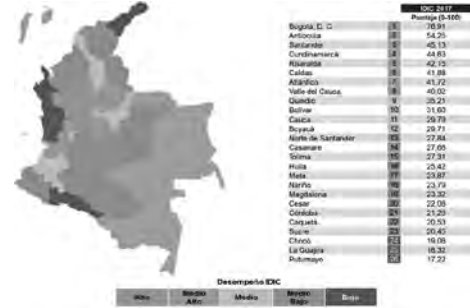 IDIC 2017
Puntaje (0-100)
Bogotá, D. C. 1 76,91
Antioquia 2 54,25
Santander 3 45,13
Cundinamarca 4 44,63
Risaralda 5 42,15
Caldas 6 41,88
Atlántico 7 41,72
Valle del Cauca 8 40,02
Quindío 9 35,21
Bolívar 10 31,60
Cauca 11 29,79
Boyacá 12 29,71
Norte de Santander 13 27,84
Casanare 14 27,66
Tolima 15 27,31
Huila 16 25,42
Meta 17 23,87
Nariño 18 23,79
Magdalena 19 23,32
Cesar 20 22,08
Córdoba 21 21,29
Caquetá 22 20,53
Sucre 23 20,43
Chocó 24 19,08
La Guajira 25 18,32
Putumayo 26 17,22
Desempeño IDIC
Alto Medio Alto Medio Medio Bajo Bajo